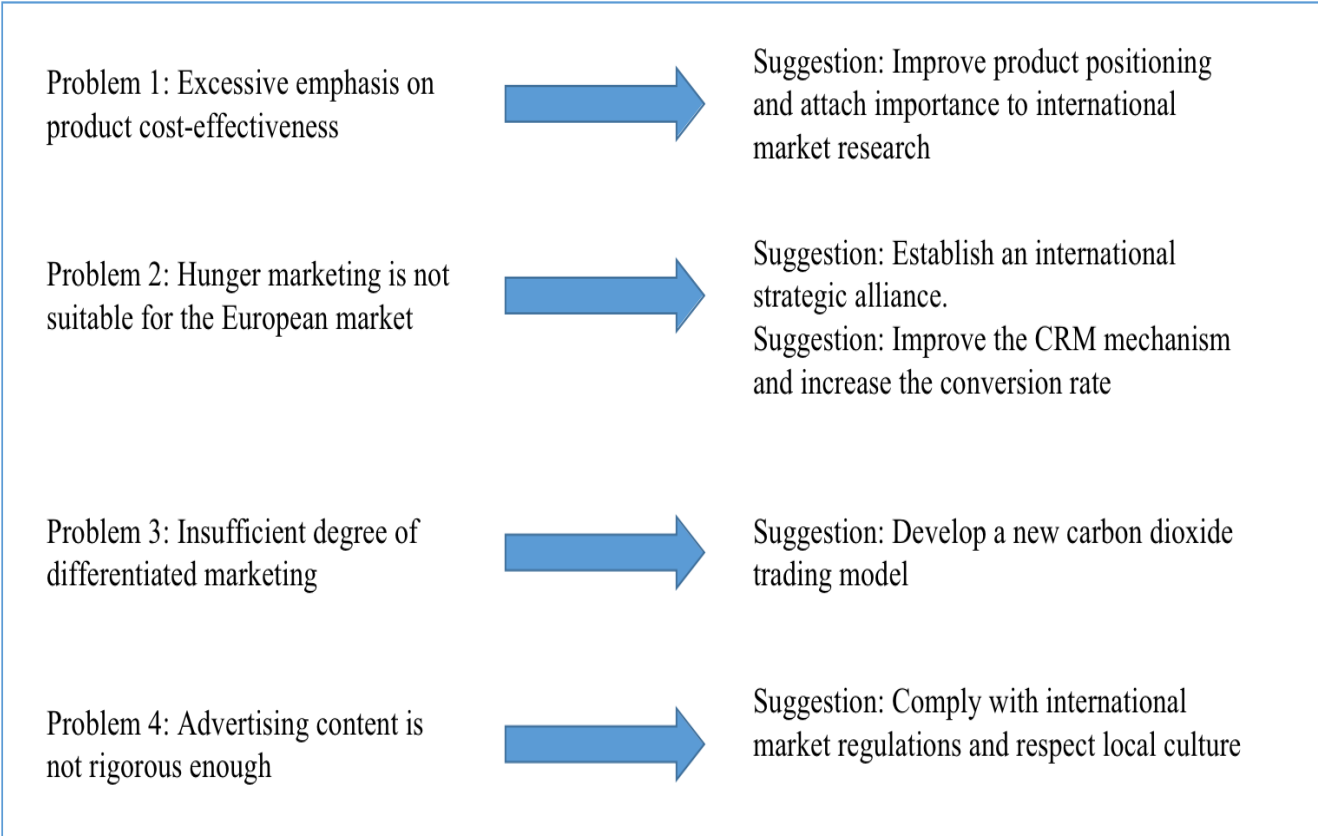 Problem 1: Excessive emphasis on
product cost-effectiveness
Suggestion: Improve product positioning
and attach importance to international
market research
Problem 2: Hunger marketing is not
suitable for the European market
Suggestion: Establish an international
strategic alliance.
Suggestion: Improve the CRM mechanism
and increase the conversion rate
Problem 3: Insufficient degree of
differentiated marketing
Suggestion: Develop a new carbon dioxide
trading model
Problem 4: Advertising content is
not rigorous enough
Suggestion: Comply with international
market regulations and respect local culture